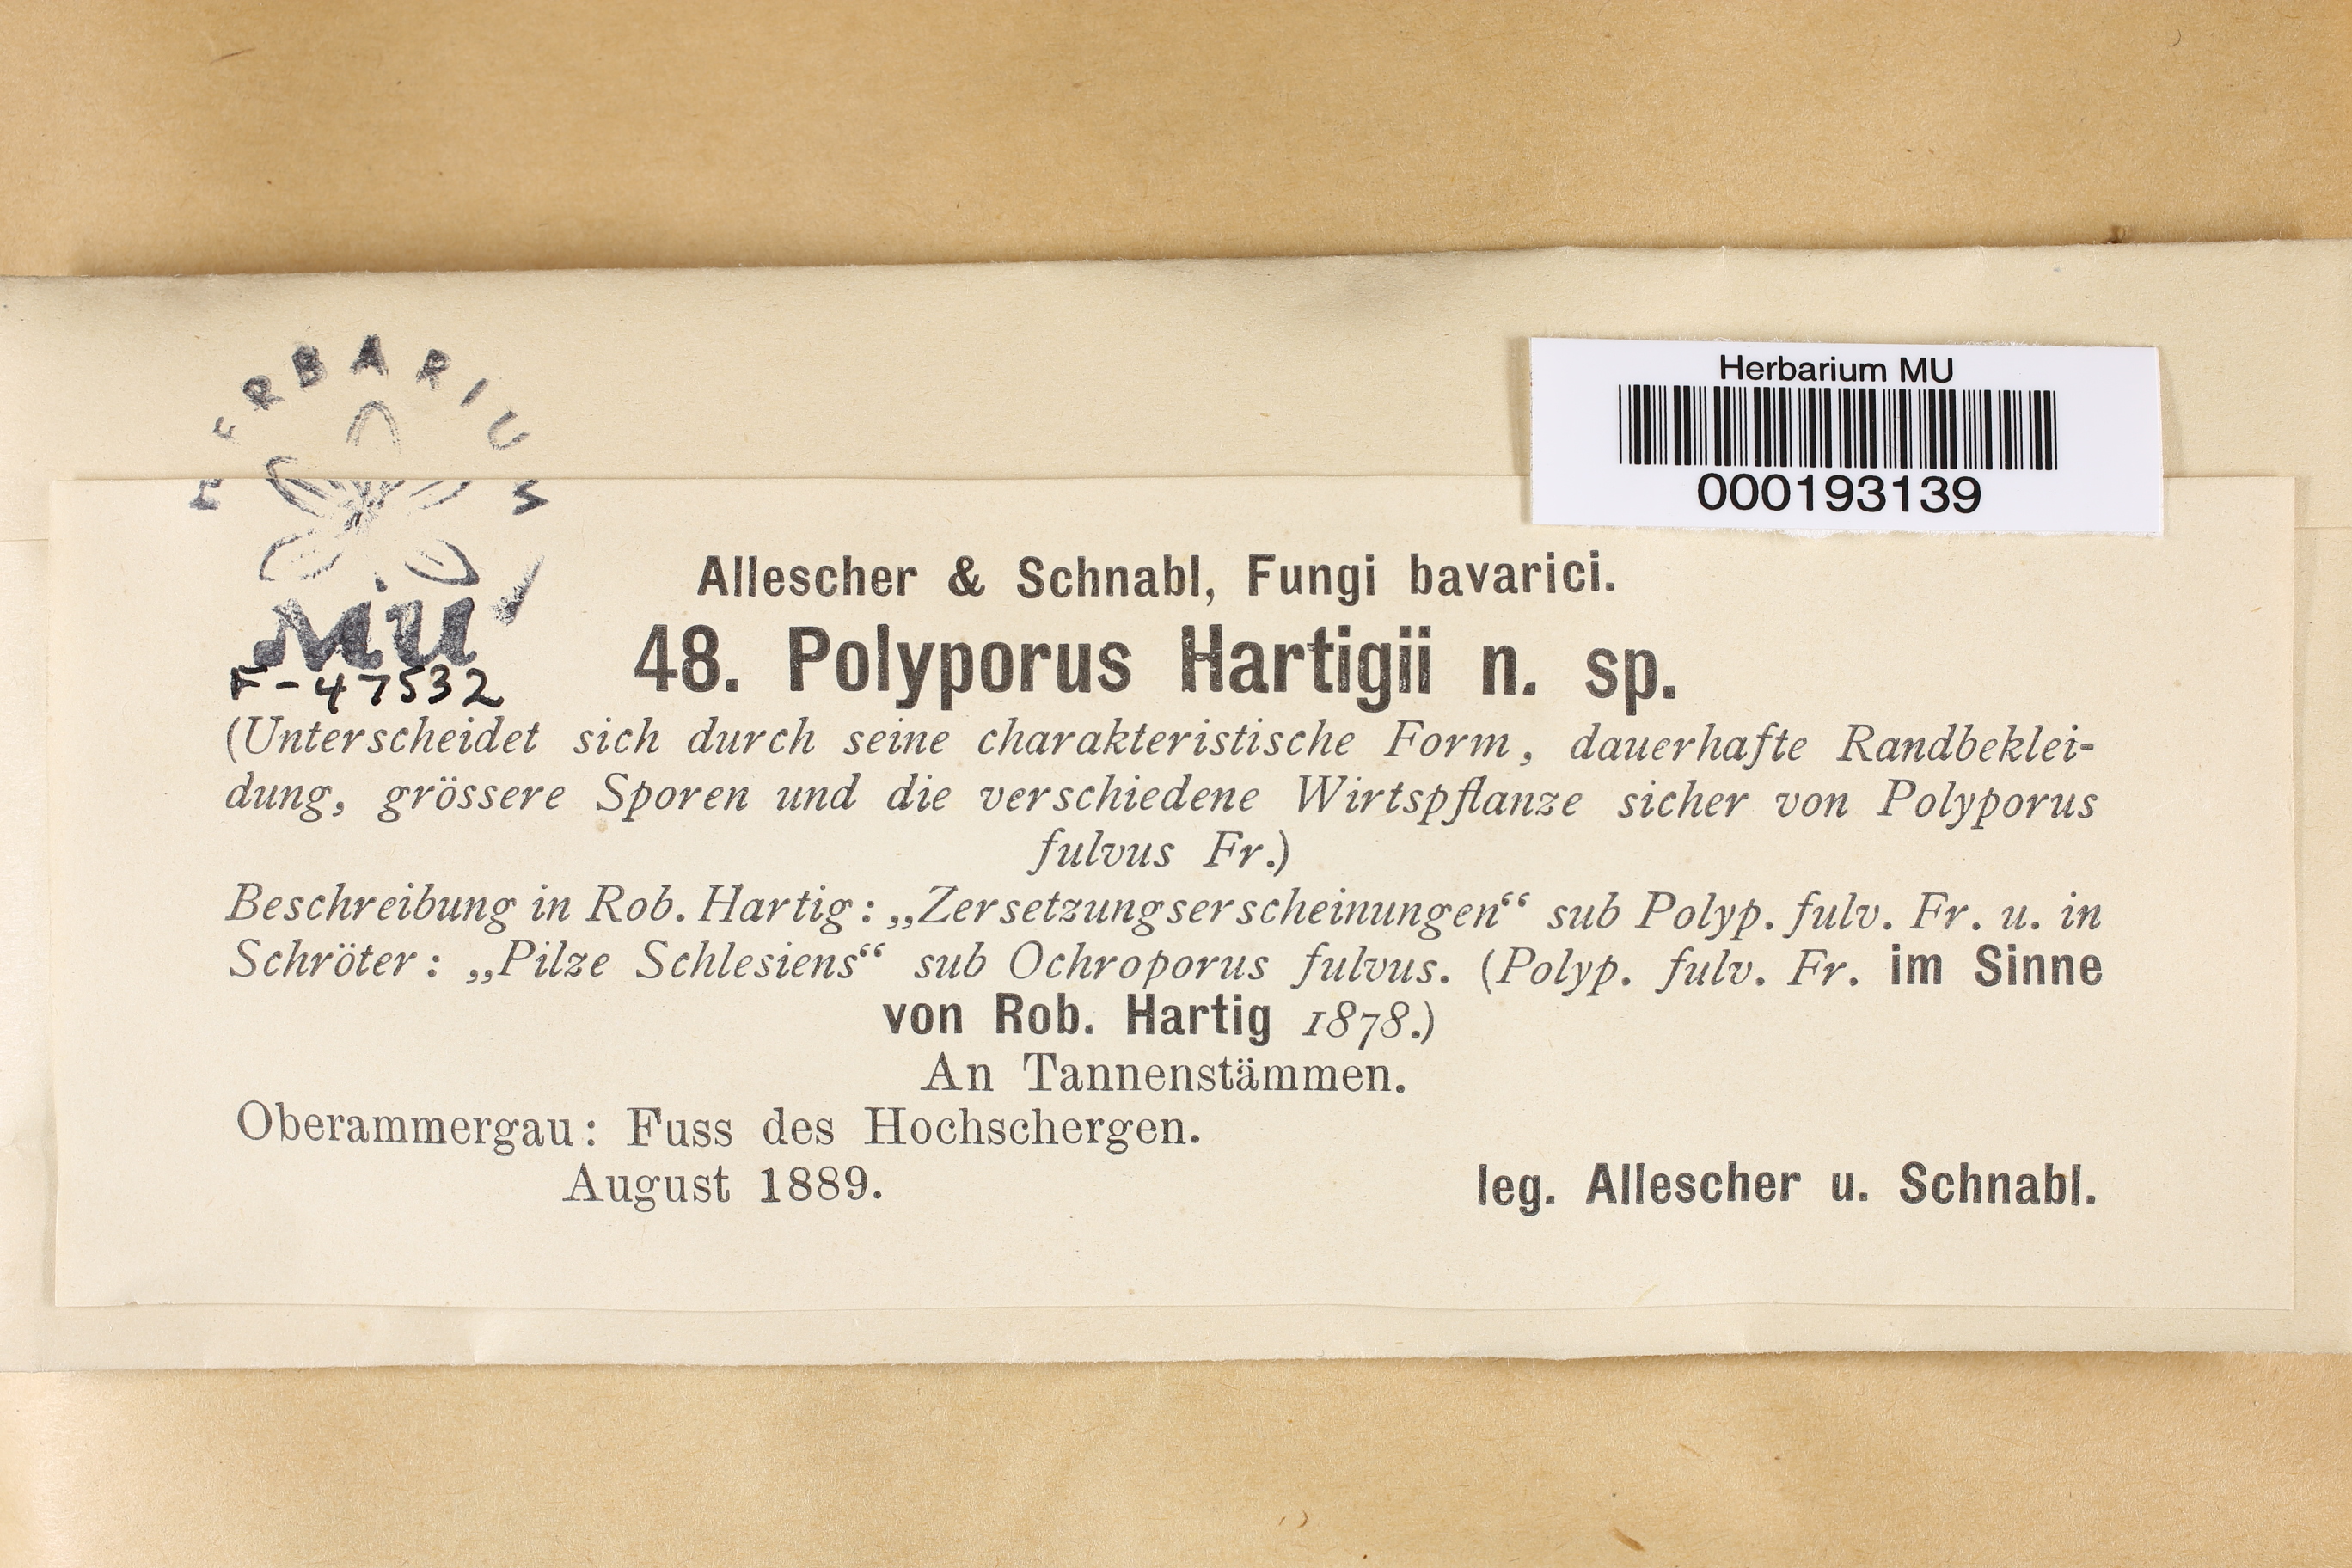 HERBARIUM
MU
F-47532
Herbarium MU
000193139
Allescher & Schnabl, Fungi bavarici.
48. Polyporus Hartigii n. sp.
(Unterscheidet sich durch seine charakteristische Form, dauerhafte Randbeklei-
dung, grössere Sporen und die verschiedene Wirtspflanze sicher von Polyporus
fulvus Fr.)
Beschreibung in Rob. Hartig: „Zersetzungserscheinungen“ sub Polyp. fulv. Fr. u. in
Schröter: „Pilze Schlesiens“ sub Ochroporus fulvus. (Polyp. fulv. Fr. im Sinne
von Rob. Hartig 1878.)
An Tannenstämmen.
Oberammergau: Fuss des Hochschergen.
August 1889.
leg. Allescher u. Schnabl.